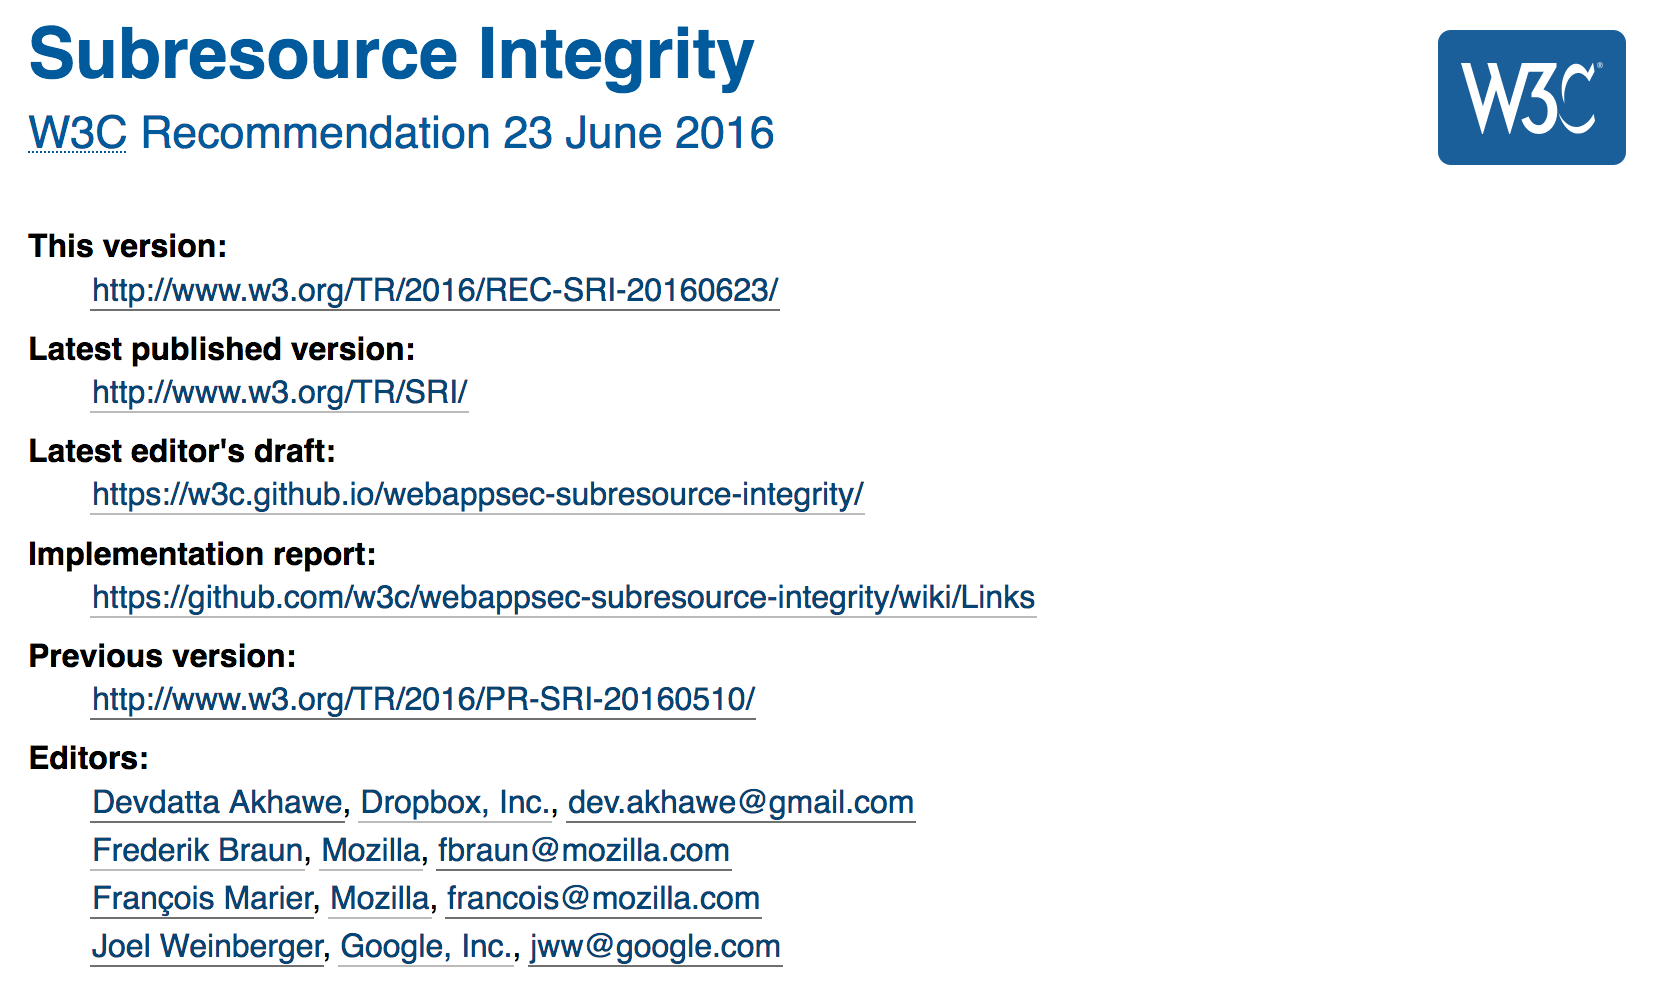 Subresource Integrity
W3C®
W3C Recommendation 23 June 2016
This version:
http://www.w3.org/TR/2016/REC-SRI-20160623/
Latest published version:
http://www.w3.org/TR/SRI/
Latest editor's draft:
https://w3c.github.io/webappsec-subresource-integrity/
Implementation report:
https://github.com/w3c/webappsec-subresource-integrity/wiki/Links
Previous version:
http://www.w3.org/TR/2016/PR-SRI-20160510/
Editors:
Devdatta Akhawe, Dropbox, Inc., dev.akhawe@gmail.com
Frederik Braun, Mozilla, fbraun@mozilla.com
François Marier, Mozilla, francois@mozilla.com
Joel Weinberger, Google, Inc., jww@google.com